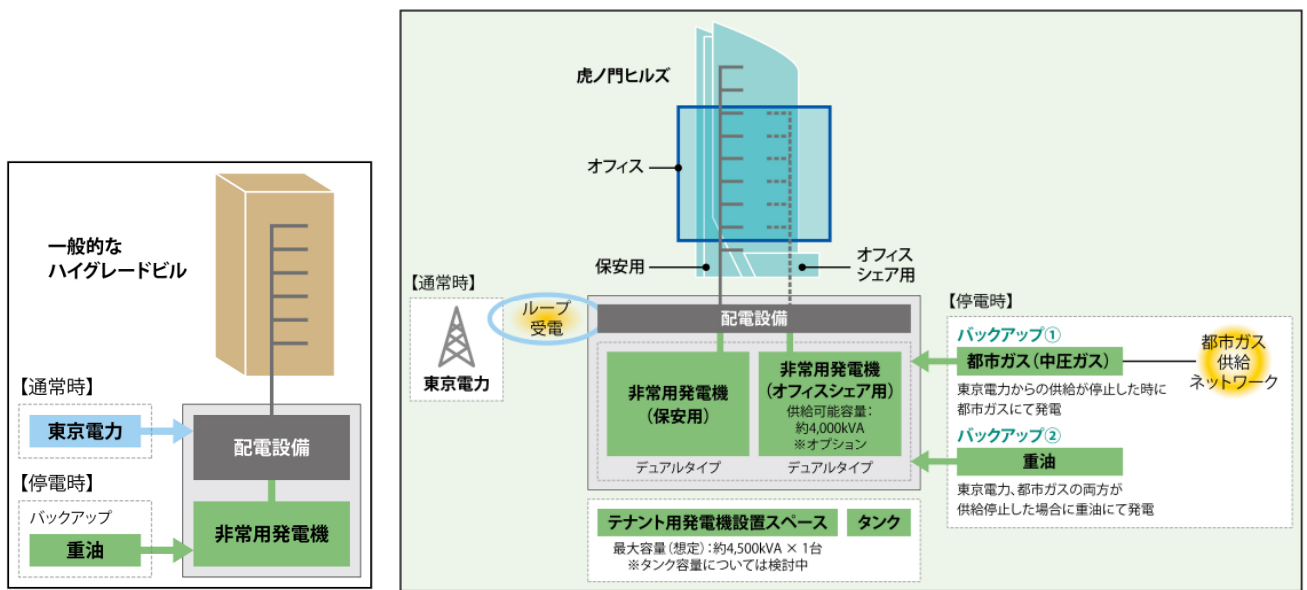 一般的な
ハイグレードビル
【通常時】
東京電力
配電設備
【停電時】
バックアップ
重油
非常用発電機
虎ノ門ヒルズ
オフィス
保安用
オフィス
シェア用
【通常時】
東京電力
ループ
受電
配電設備
非常用発電機
(保安用)
デュアルタイプ
非常用発電機
(オフィスシェア用)
供給可能容量:
約4,000kVA
※オプション
デュアルタイプ
【停電時】
バックアップ①
都市ガス(中圧ガス)
東京電力からの供給が停止した時に
都市ガスにて発電
都市ガス
供給
ネットワーク
バックアップ②
重油
東京電力、都市ガスの両方が
供給停止した場合に重油にて発電
テナント用発電機設置スペース
タンク
最大容量(想定):約4,500kVA × 1台
※タンク容量については検討中